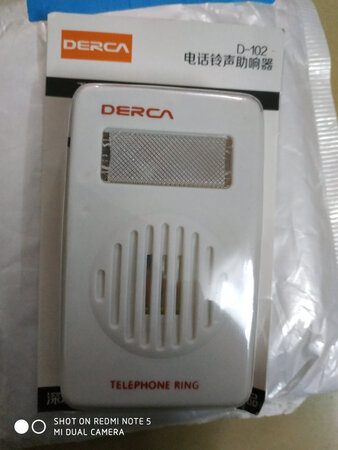 DERCA
D-102
电话铃声助响器
DERCA
TELEPHONE RING
深
SHOT ON REDMI NOTE 5
MI DUAL CAMERA